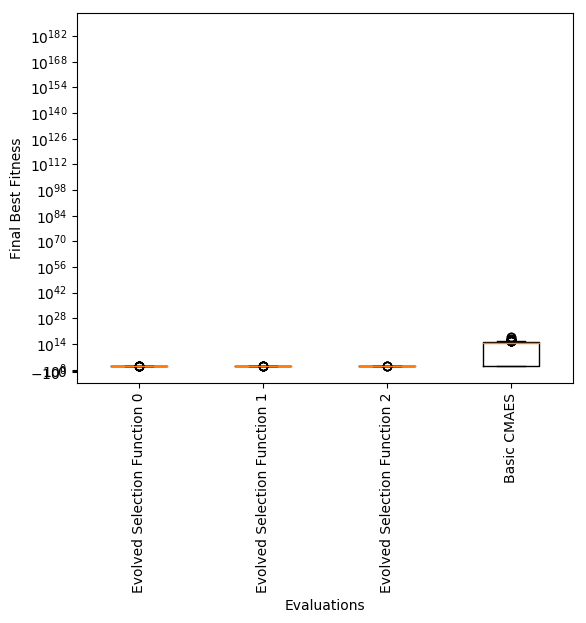 10^182
10^168
10^154
10^140
10^126
10^112
10^98
10^84
10^70
10^56
10^42
10^28
10^14
Final Best Fitness
Evolved Selection Function 0
Evolved Selection Function 1
Evolved Selection Function 2
Basic CMAES
Evaluations